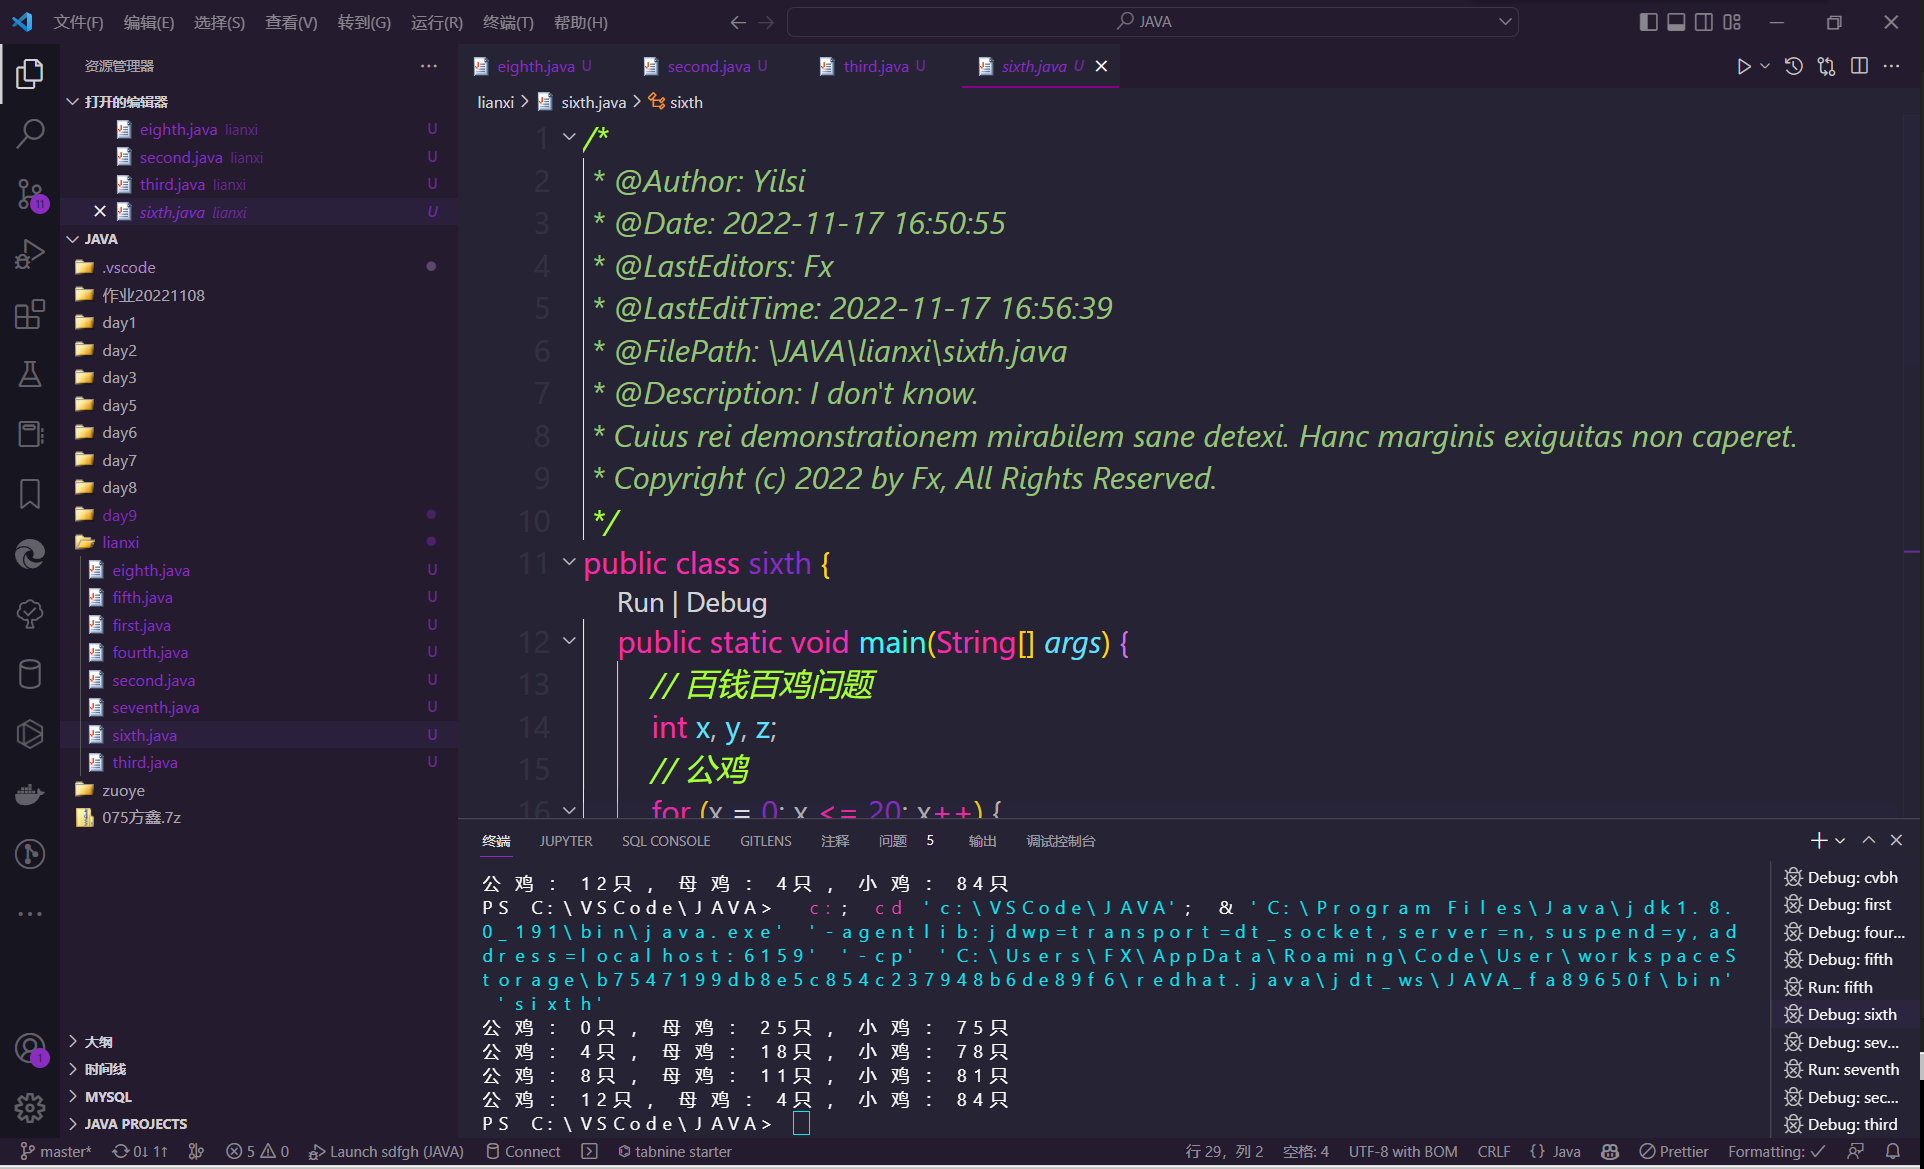 文件(F) 编辑(E) 选择(S) 查看(V) 转到(G) 运行(R) 终端(T) 帮助(H) JAVA
资源管理器
打开的编辑器
eighth.java lianxi U
second.java lianxi U
third.java lianxi U
sixth.java lianxi U
JAVA
.vscode
作业20221108
day1
day2
day3
day5
day6
day7
day8
day9
lianxi
eighth.java U
fifth.java U
first.java U
fourth.java U
second.java U
seventh.java U
sixth.java U
third.java U
zuoye
075方鑫.7z
大纲
时间线
MYSQL
JAVA PROJECTS
11
1
eighth.java U second.java U third.java U sixth.java U
lianxi > sixth.java > sixth
1 /*
2 * @Author: Yilsi
3 * @Date: 2022-11-17 16:50:55
4 * @LastEditors: Fx
5 * @LastEditTime: 2022-11-17 16:56:39
6 * @FilePath: \JAVA\lianxi\sixth.java
7 * @Description: I don't know.
8 * Cuius rei demonstrationem mirabilem sane detexi. Hanc marginis exiguitas non caperet.
9 * Copyright (c) 2022 by Fx, All Rights Reserved.
10 */
11 public class sixth {
Run | Debug
12 public static void main(String[] args) {
13 // 百钱百鸡问题
14 int x, y, z;
15 // 公鸡
16 for (x = 0; x <= 20; x++) {
终端 JUPYTER SQL CONSOLE GITLENS 注释 问题 5 输出 调试控制台
公鸡: 12只, 母鸡: 4只, 小鸡: 84只
PS C:\VSCode\JAVA> c:; cd 'c:\VSCode\JAVA'; & 'C:\Program Files\Java\jdk1.8.
0_191\bin\java.exe' '-agentlib:jdwp=transport=dt_socket,server=n,suspend=y,ad
dress=localhost:6159' '-cp' 'C:\Users\FX\AppData\Roaming\Code\User\workspaceS
torage\b7547199db8e5c854c237948b6de89f6\redhat.java\jdt_ws\JAVA_fa89650f\bin'
'sixth'
公鸡: 0只, 母鸡: 25只, 小鸡: 75只
公鸡: 4只, 母鸡: 18只, 小鸡: 78只
公鸡: 8只, 母鸡: 11只, 小鸡: 81只
公鸡: 12只, 母鸡: 4只, 小鸡: 84只
PS C:\VSCode\JAVA>
Debug: cvbh
Debug: first
Debug: four...
Debug: fifth
Run: fifth
Debug: sixth
Debug: sev...
Run: seventh
Debug: sec...
Debug: third
master* 0↓ 1↑ 5 0 Launch sdfgh (JAVA) Connect tabnine starter 行 29，列 2 空格: 4 UTF-8 with BOM CRLF {} Java Prettier Formatting: ✓